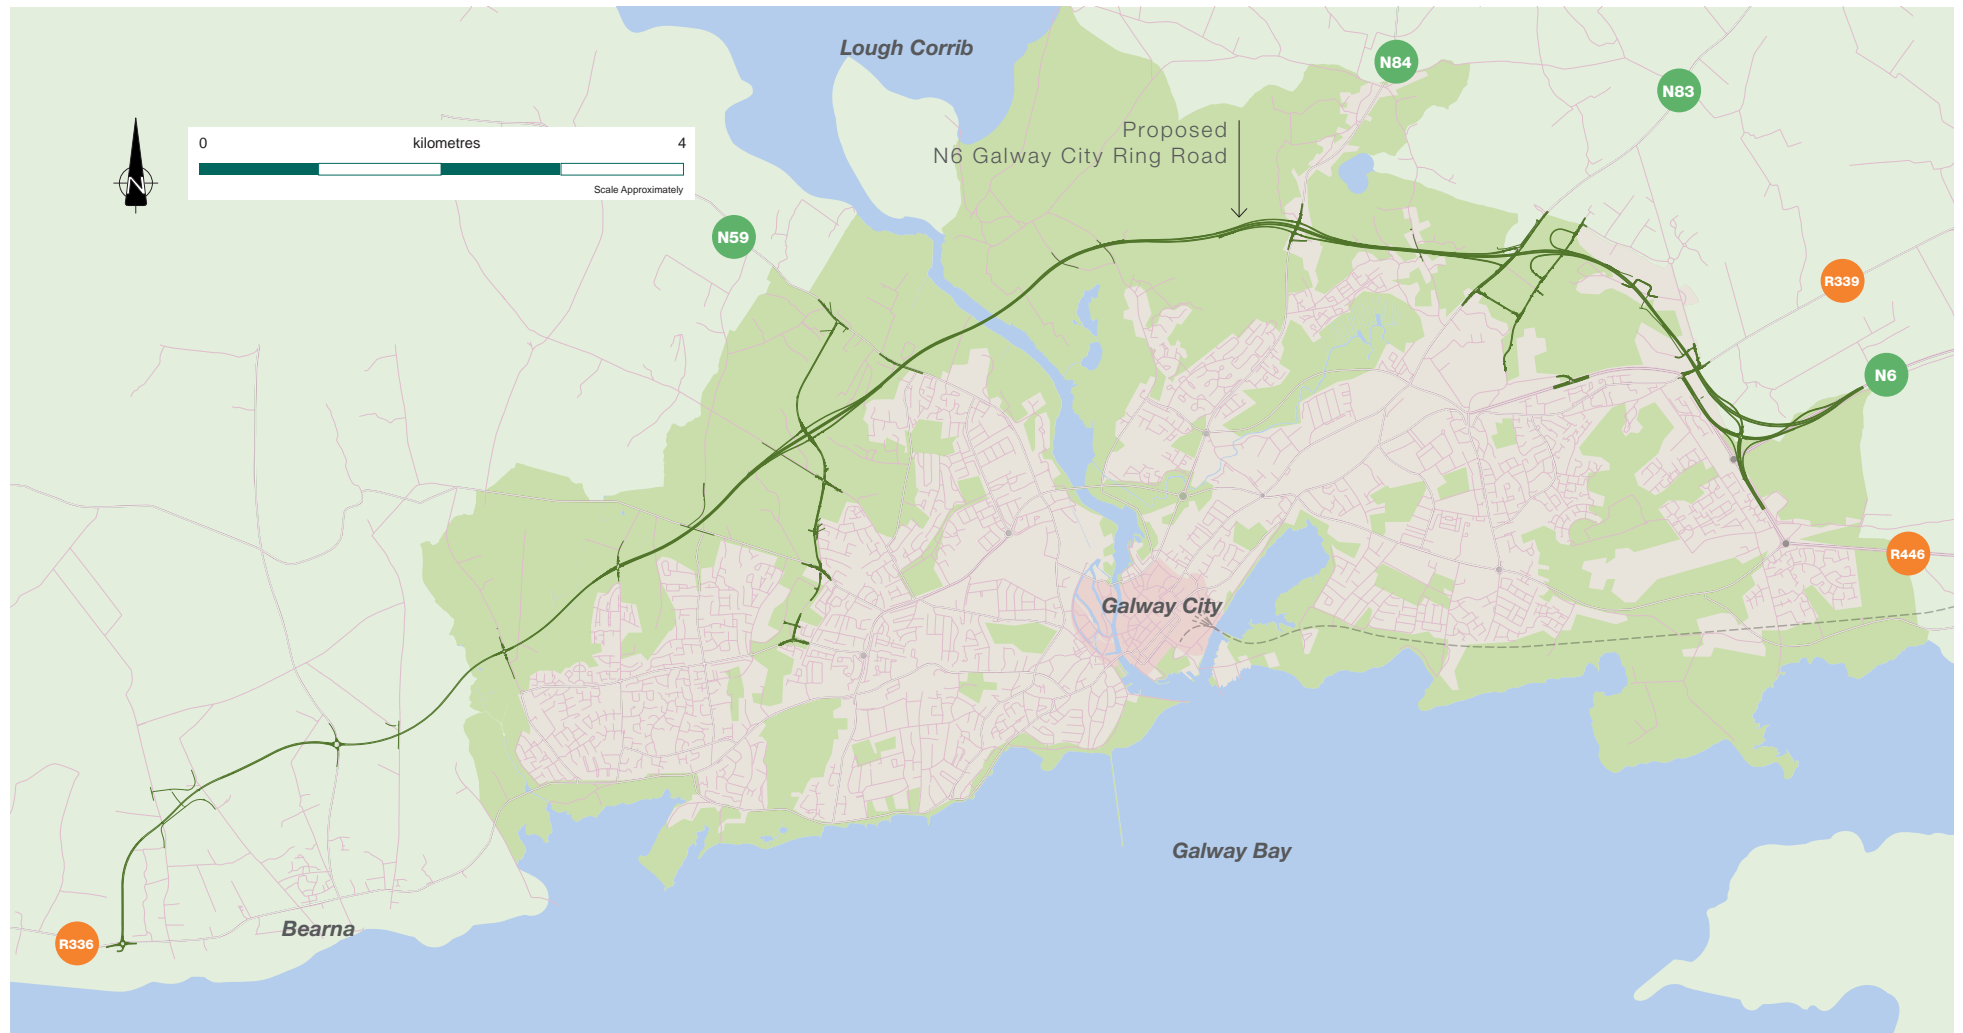 Lough Corrib
N84
N83
0 kilometres 4
Scale Approximately
N
Proposed
N6 Galway City Ring Road
N59
R339
N6
R446
Galway City
Galway Bay
Bearna
R336